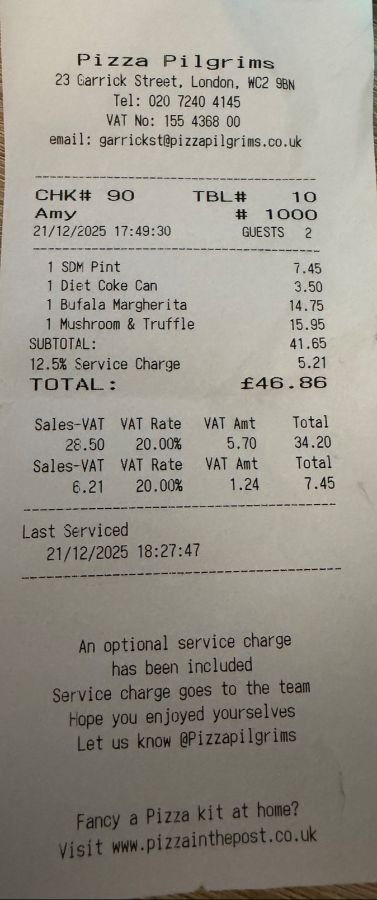 Pizza Pilgrims
23 Garrick Street, London, WC2 9BN
Tel: 020 7240 4145
VAT No: 155 4368 00
email: garrickst@pizzapilgrims.co.uk
CHK# 90 TBL# 10
Amy # 1000
21/12/2025 17:49:30 GUESTS 2
1 SDM Pint 7.45
1 Diet Coke Can 3.50
1 Bufala Margherita 14.75
1 Mushroom & Truffle 15.95
SUBTOTAL: 41.65
12.5% Service Charge 5.21
TOTAL: £46.86
Sales-VAT VAT Rate VAT Amt Total
28.50 20.00% 5.70 34.20
Sales-VAT VAT Rate VAT Amt Total
6.21 20.00% 1.24 7.45
Last Serviced
21/12/2025 18:27:47
An optional service charge
has been included
Service charge goes to the team
Hope you enjoyed yourselves
Let us know @Pizzapilgrims
Fancy a Pizza kit at home?
Visit www.pizzainthepost.co.uk